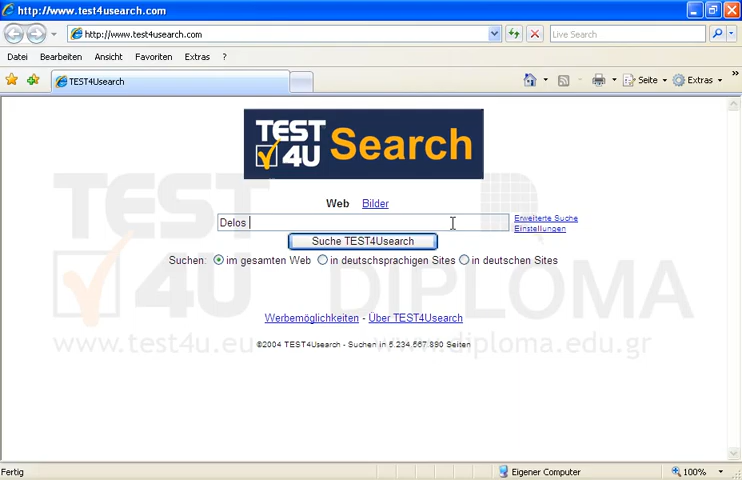 http://www.test4usearch.com
http://www.test4usearch.com
Live Search
Datei Bearbeiten Ansicht Favoriten Extras ?
TEST4Usearch
Seite Extras
TEST 4U Search
Web Bilder
Delos
Erweiterte Suche
Einstellungen
Suche TEST4Usearch
Suchen: im gesamten Web in deutschsprachigen Sites in deutschen Sites
TEST 4U DIPLOMA
Werbemöglichkeiten - Über TEST4Usearch
©2004 TEST4Usearch - Suchen in 6.234.567.890 Seiten
www.test4u.eu www.diploma.edu.gr
Fertig Eigener Computer 100%